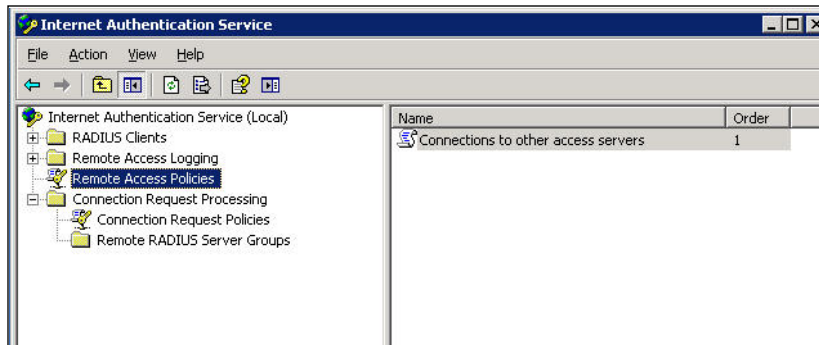 Internet Authentication Service
File Action View Help
Internet Authentication Service (Local)
RADIUS Clients
Remote Access Logging
Remote Access Policies
Connection Request Processing
Connection Request Policies
Remote RADIUS Server Groups
Name Order
Connections to other access servers 1